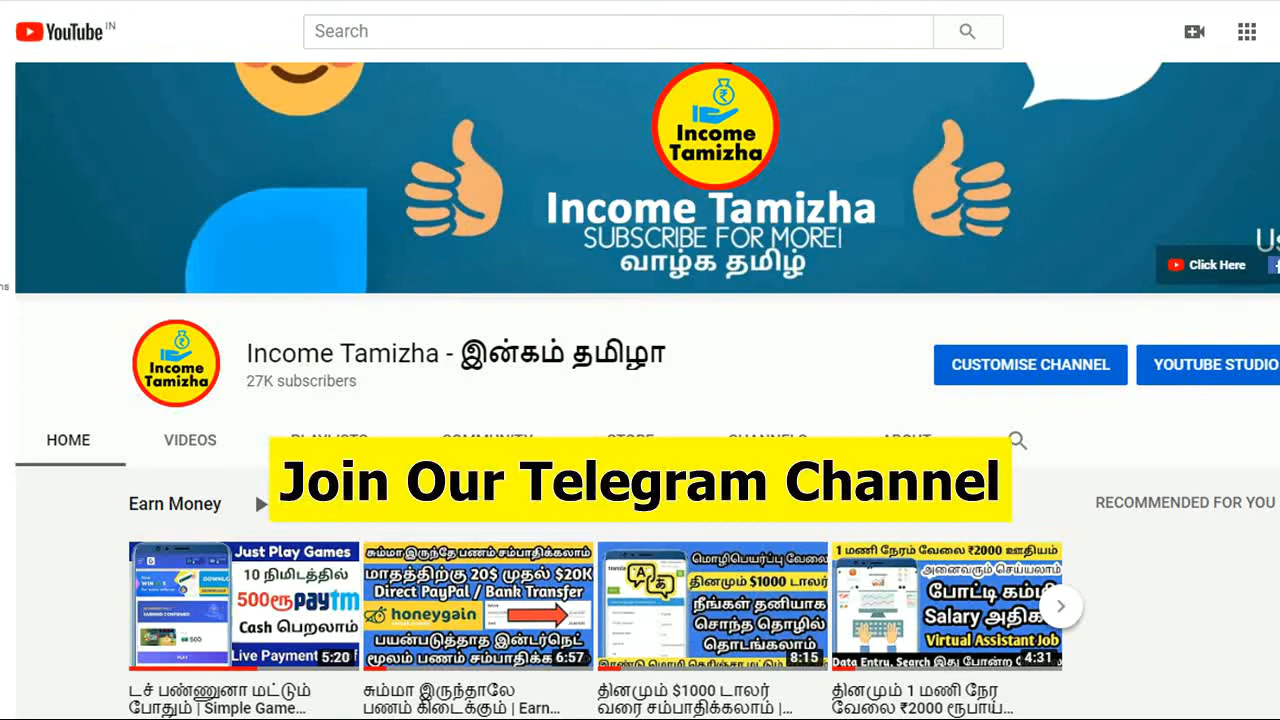 YouTube IN
Search
Income
Tamizha
Income Tamizha
SUBSCRIBE FOR MORE!
வாழ்க தமிழ்
Click Here
Income
Tamizha
Income Tamizha - இன்கம் தமிழா
27K subscribers
CUSTOMISE CHANNEL
YOUTUBE STUDIO
HOME
VIDEOS
Join Our Telegram Channel
Earn Money
RECOMMENDED FOR YOU
Just Play Games
10 நிமிடத்தில்
500ரூ paytm
Cash பெறலாம்
Live Payment
5:20
சும்மா இருந்தே பணம் சம்பாதிக்கலாம்
மாதத்திற்கு 20$ முதல் $20K
Direct PayPal / Bank Transfer
honeygain
பயன்படுத்தாத இன்டர்நெட்
மூலம் பணம் சம்பாதிக்க
6:57
மொழிபெயர்ப்பு வேலை
தினமும் $1000 டாலர்
நீங்கள் தனியாக
சொந்த தொழில்
தொடங்கலாம்
8:15
1 மணி நேரம் வேலை ₹2000 ஊதியம்
அனைவரும் செய்யலாம்
போட்டி கம்மி
Salary அதிக
Virtual Assistant Job
Data Entry, Search இது போன்ற
4:31
டச் பண்ணுனா மட்டும்
போதும் | Simple Game...
சும்மா இருந்தாலே
பணம் கிடைக்கும் | Earn...
தினமும் $1000 டாலர்
வரை சம்பாதிக்கலாம் |...
தினமும் 1 மணி நேர
வேலை ₹2000 ரூபாய்...